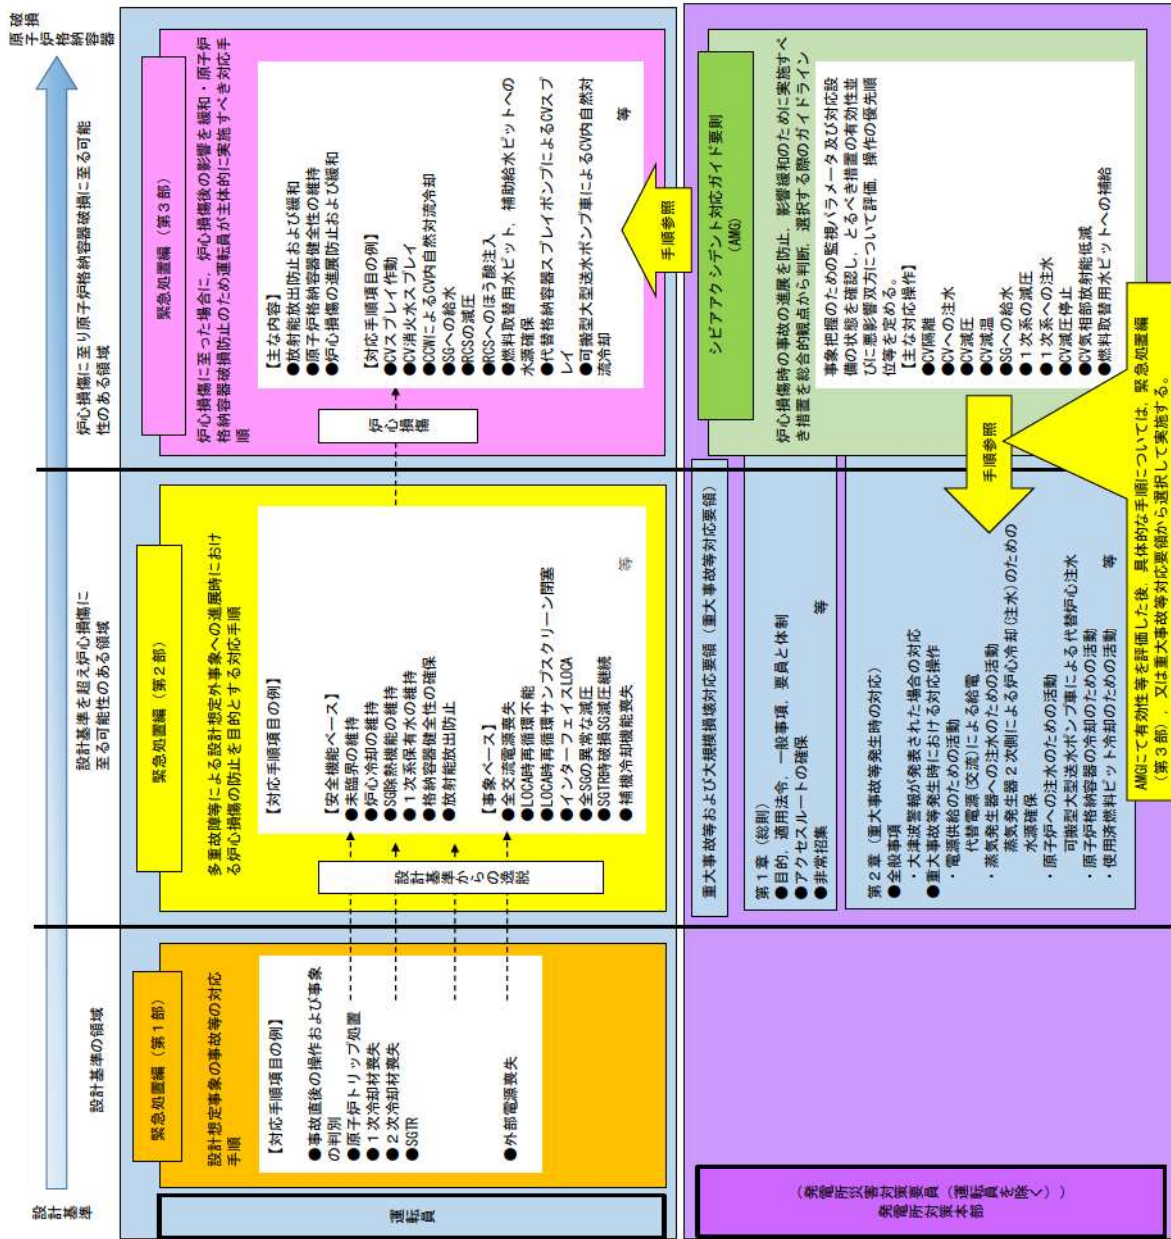 設計基準
原子炉格納容器
破損
設計基準の領域
設計基準を超え炉心損傷に
至る可能性のある領域
炉心損傷に至り原子炉格納容器破損に至る可能
性のある領域
運転員
緊急処置編（第１部）
設計想定事象の事故等の対応
手順
【対応手順項目の例】
●事故直後の操作および事象
の判別
●原子炉トリップ処置
●１次冷却材喪失
●２次冷却材喪失
●SGTR
●外部電源喪失
緊急処置編（第２部）
多重故障等による設計想定外事象への進展時におけ
る炉心損傷の防止を目的とする対応手順
【対応手順項目の例】
【安全機能ベース】
●未臨界の維持
●炉心冷却の維持
●SG除熱機能の維持
●１次系保有水の維持
●格納容器健全性の確保
●放射能放出防止
【事象ベース】
●全交流電源喪失
●LOCA時再循環不能
●LOCA時再循環サンプスクリーン閉塞
●インターフェイスLOCA
●全SGの異常な減圧
●SGTR時破損SG減圧継続
●補機冷却機能喪失
等
設計基準からの逸脱
緊急処置編（第３部）
炉心損傷に至った場合に，炉心損傷後の影響を緩和・原子炉
格納容器破損防止のため運転員が主体的に実施すべき対応手
順
【主な内容】
●放射能放出防止および緩和
●原子炉格納容器健全性の維持
●炉心損傷の進展防止および緩和
【対応手順項目の例】
●CVスプレイ作動
●CV消火水スプレイ
●CCWによるCV内自然対流冷却
●SGへの給水
●RCSの減圧
●RCSへのほう酸注入
●燃料取替用水ピット，補助給水ピットへの
水源確保
●代替格納容器スプレイポンプによるCVスプ
レイ
●可搬型大型送水ポンプ車によるCV内自然対
流冷却
等
炉心損傷
手順参照
発電所対策本部
（発電所災害対策要員（運転員を除く））
重大事故等および大規模損壊対応要領（重大事故等対応要領）
第１章（総則）
●目的，適用法令，一般事項，要員と体制
●アクセスルートの確保
●非常招集
等
第２章（重大事故等発生時の対応）
●全般事項
・大津波警報が発表された場合の対応
●重大事故等発生時における対応操作
・電源供給のための活動
代替電源（交流）による給電
・蒸気発生器への注水のための活動
蒸気発生器２次側による炉心冷却（注水）のための
水源確保
・原子炉への注水のための活動
可搬型大型送水ポンプ車による代替炉心注水
・原子炉格納容器の冷却のための活動
・使用済燃料ピット冷却のための活動
等
手順参照
シビアアクシデント対応ガイド要則
（AMG）
炉心損傷時の事故の進展を防止，影響緩和のために実施すべ
き措置を総合的観点から判断，選択する際のガイドライン
事象把握のための監視パラメータ及び対応設
備の状態を確認し，とるべき措置の有効性並
びに悪影響双方について評価，操作の優先順
位等を定める。
【主な対応操作】
●CV隔離
●CVへの注水
●CV減圧
●CV減温
●SGへの給水
●１次系の減圧
●１次系への注水
●CV減圧停止
●CV気相部放射能低減
●燃料取替用水ピットへの補給
AMGにて有効性等を評価した後，具体的な手順については，緊急処置編
（第３部），又は重大事故等対応要領から選択して実施する。